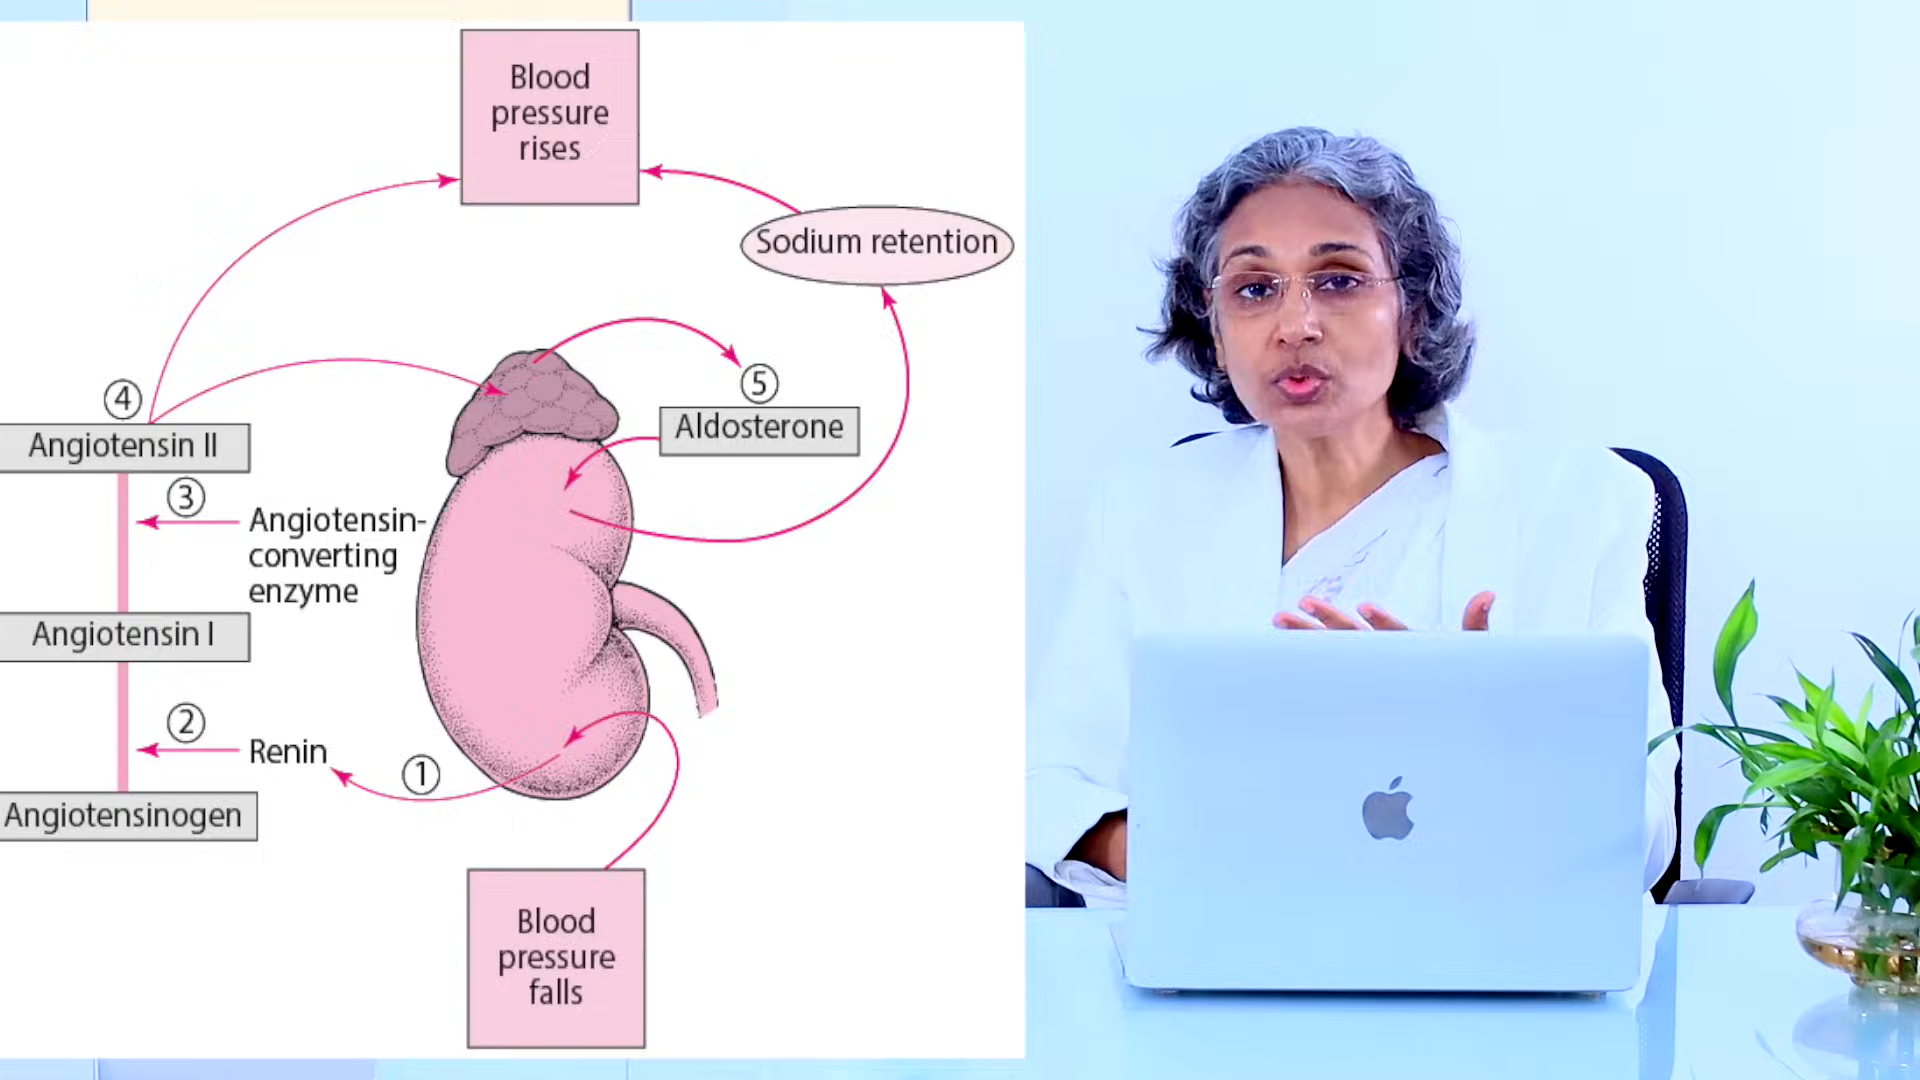 Blood
pressure
rises
Sodium retention
5
Aldosterone
4
Angiotensin II
3
Angiotensin-
converting
enzyme
Angiotensin I
2
Renin
1
Angiotensinogen
Blood
pressure
falls